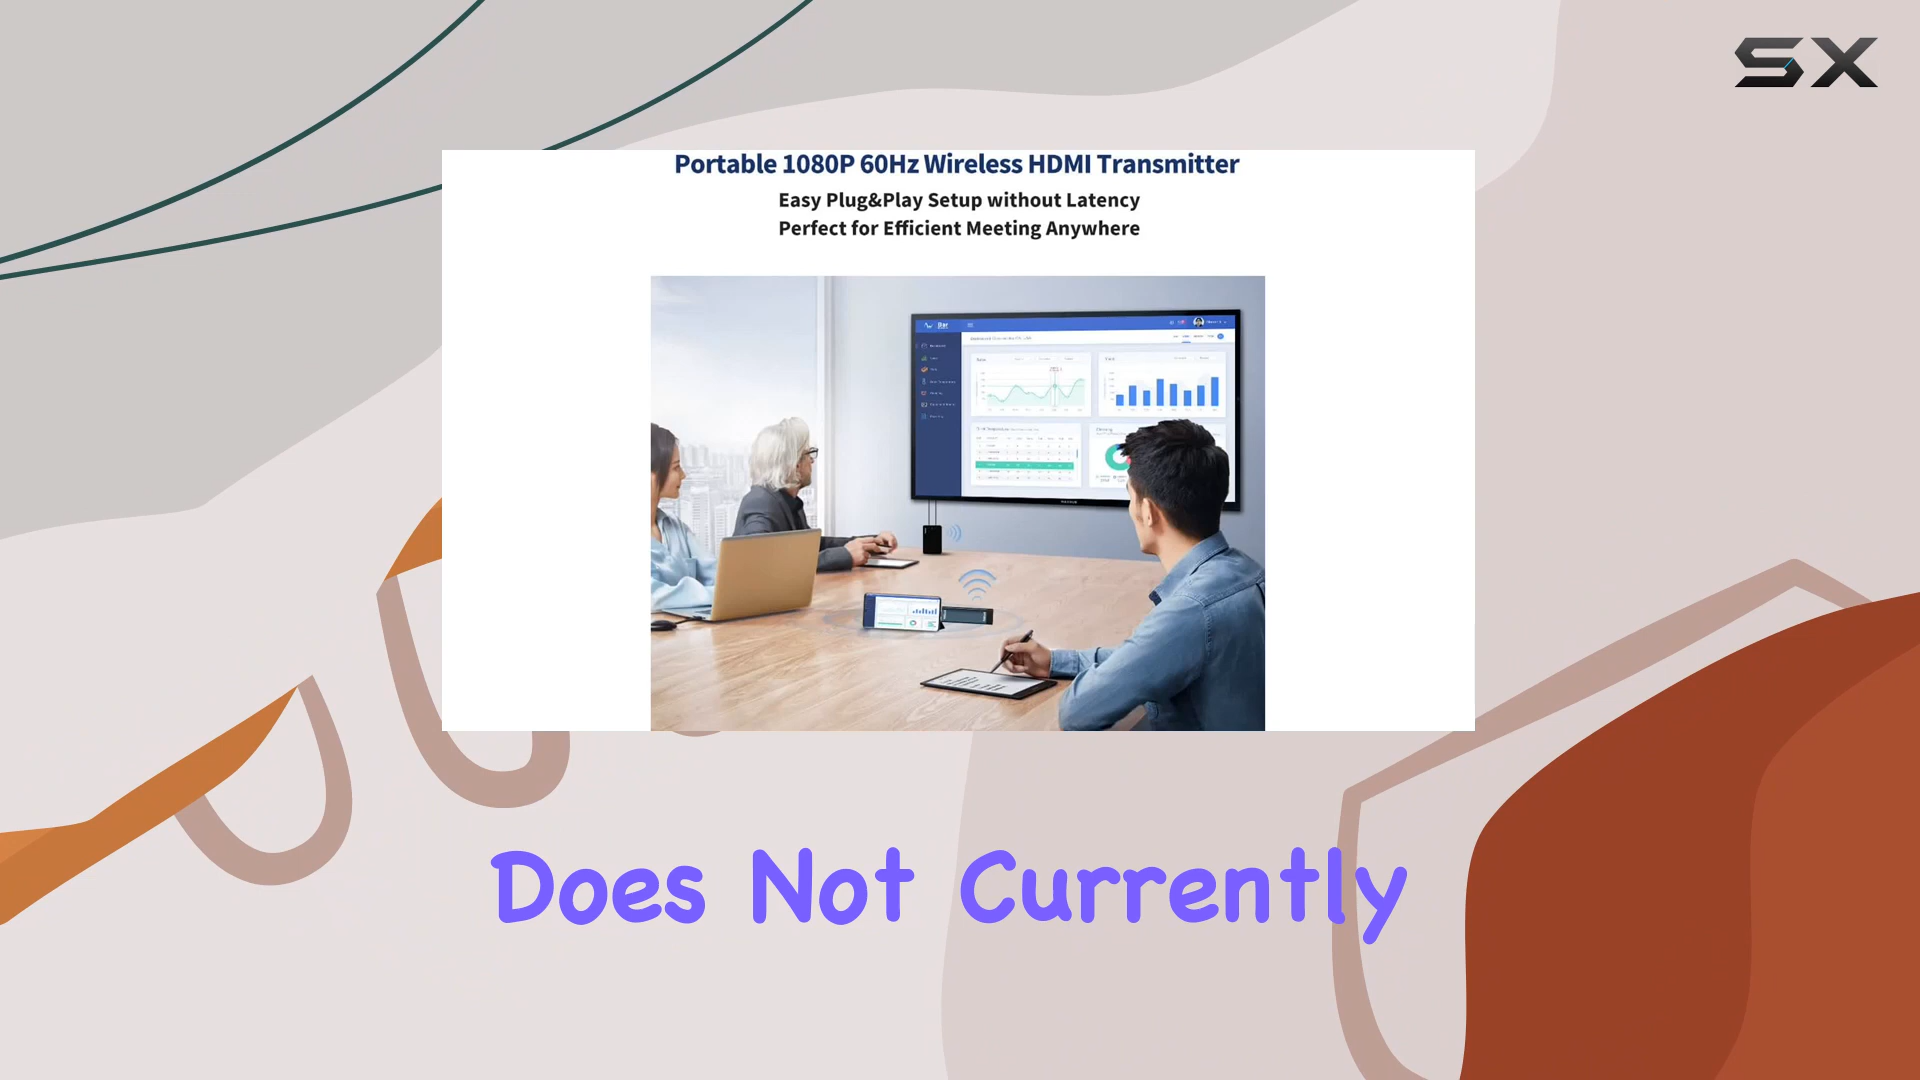 SX
Portable 1080P 60Hz Wireless HDMI Transmitter
Easy Plug&Play Setup without Latency
Perfect for Efficient Meeting Anywhere
Does Not Currently